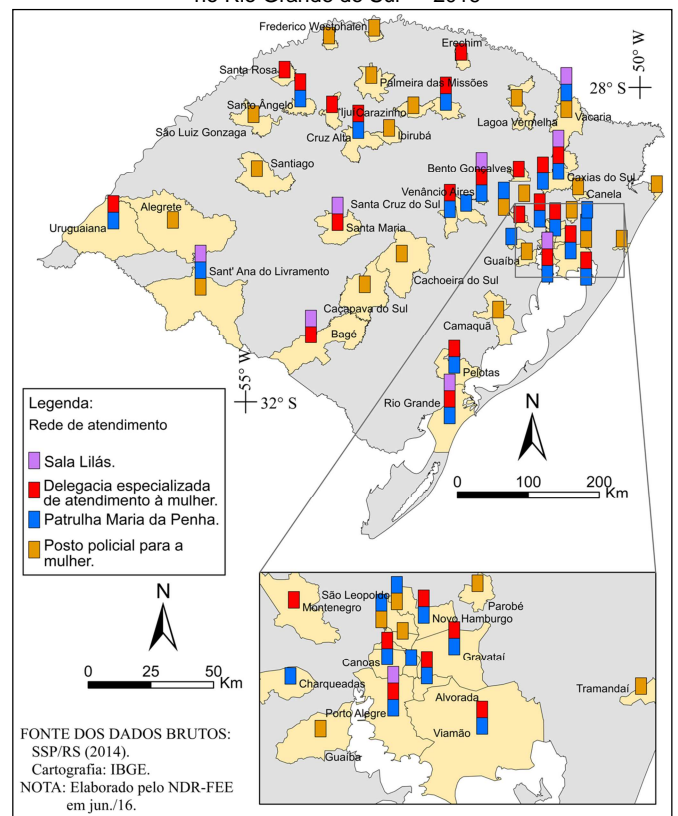 no Rio Grande do Sul — 2016
Frederico Westphalen
Erechim
50° W
Santa Rosa
Palmeira das Missões
28° S
Santo Ângelo
Ijuí
Carazinho
Vacaria
São Luiz Gonzaga
Cruz Alta
Ibirubá
Lagoa Vermelha
Santiago
Bento Gonçalves
Caxias do Sul
Venâncio Aires
Canela
Santa Cruz do Sul
Alegrete
Santa Maria
Uruguaiana
Guaíba
Sant' Ana do Livramento
Cachoeira do Sul
Caçapava do Sul
Camaquã
Bagé
55° W
Pelotas
32° S
Rio Grande
Legenda:
Rede de atendimento
Sala Lilás.
Delegacia especializada
de atendimento à mulher.
Patrulha Maria da Penha.
Posto policial para a
mulher.
N
0 100 200 Km
N
0 25 50 Km
São Leopoldo
Montenegro
Parobé
Novo Hamburgo
Canoas
Gravataí
Charqueadas
Tramandaí
Alvorada
Porto Alegre
Viamão
Guaíba
FONTE DOS DADOS BRUTOS:
SSP/RS (2014).
Cartografia: IBGE.
NOTA: Elaborado pelo NDR-FEE
em jun./16.